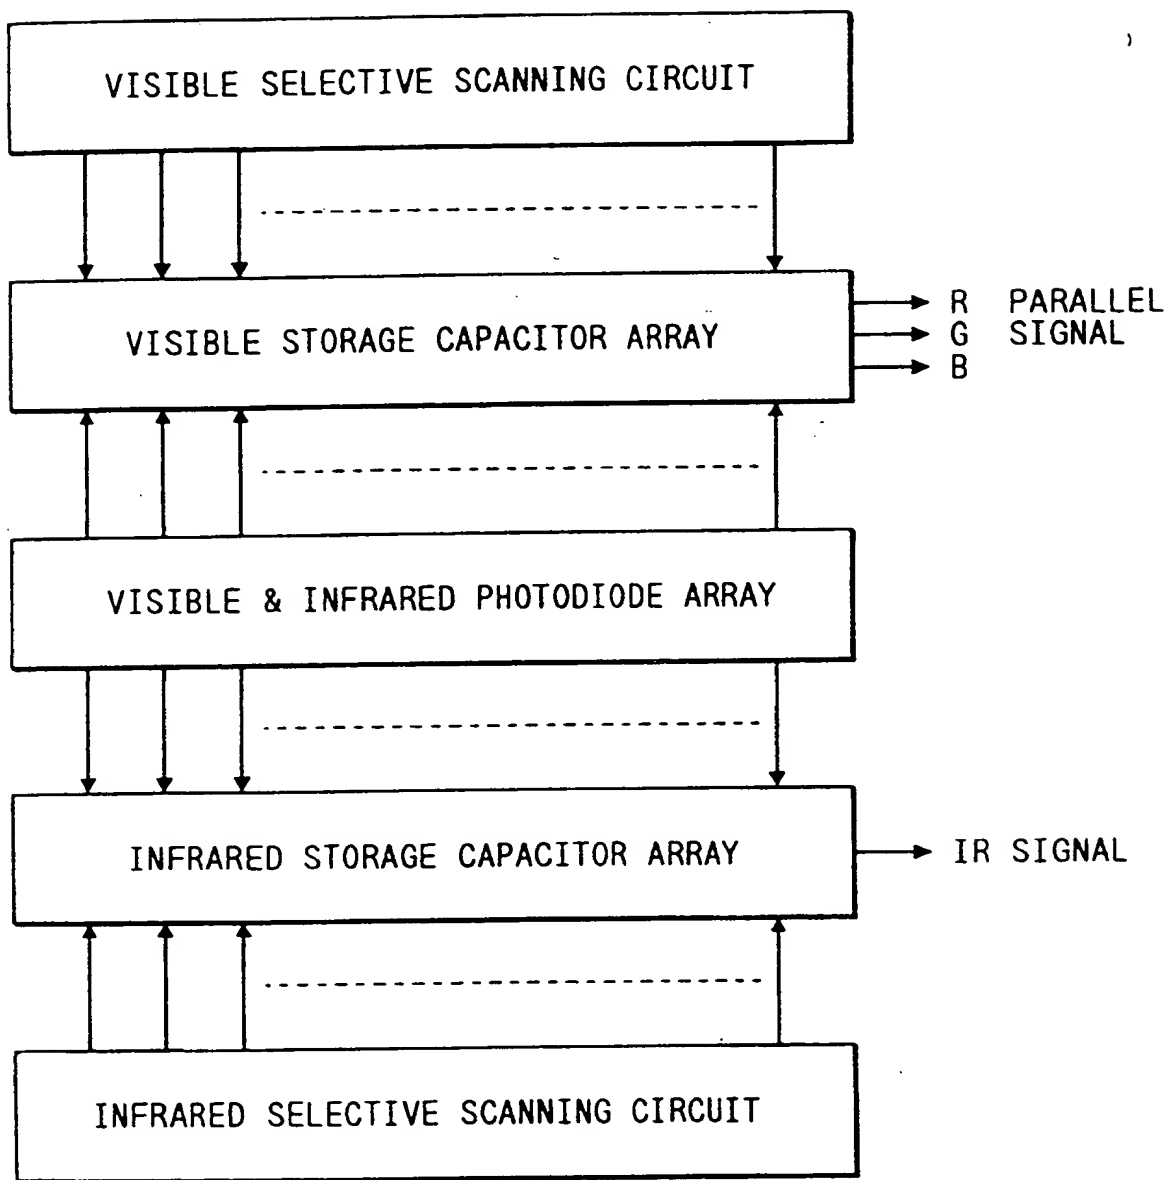 VISIBLE SELECTIVE SCANNING CIRCUIT
VISIBLE STORAGE CAPACITOR ARRAY
R PARALLEL
G SIGNAL
B
VISIBLE & INFRARED PHOTODIODE ARRAY
INFRARED STORAGE CAPACITOR ARRAY
IR SIGNAL
INFRARED SELECTIVE SCANNING CIRCUIT